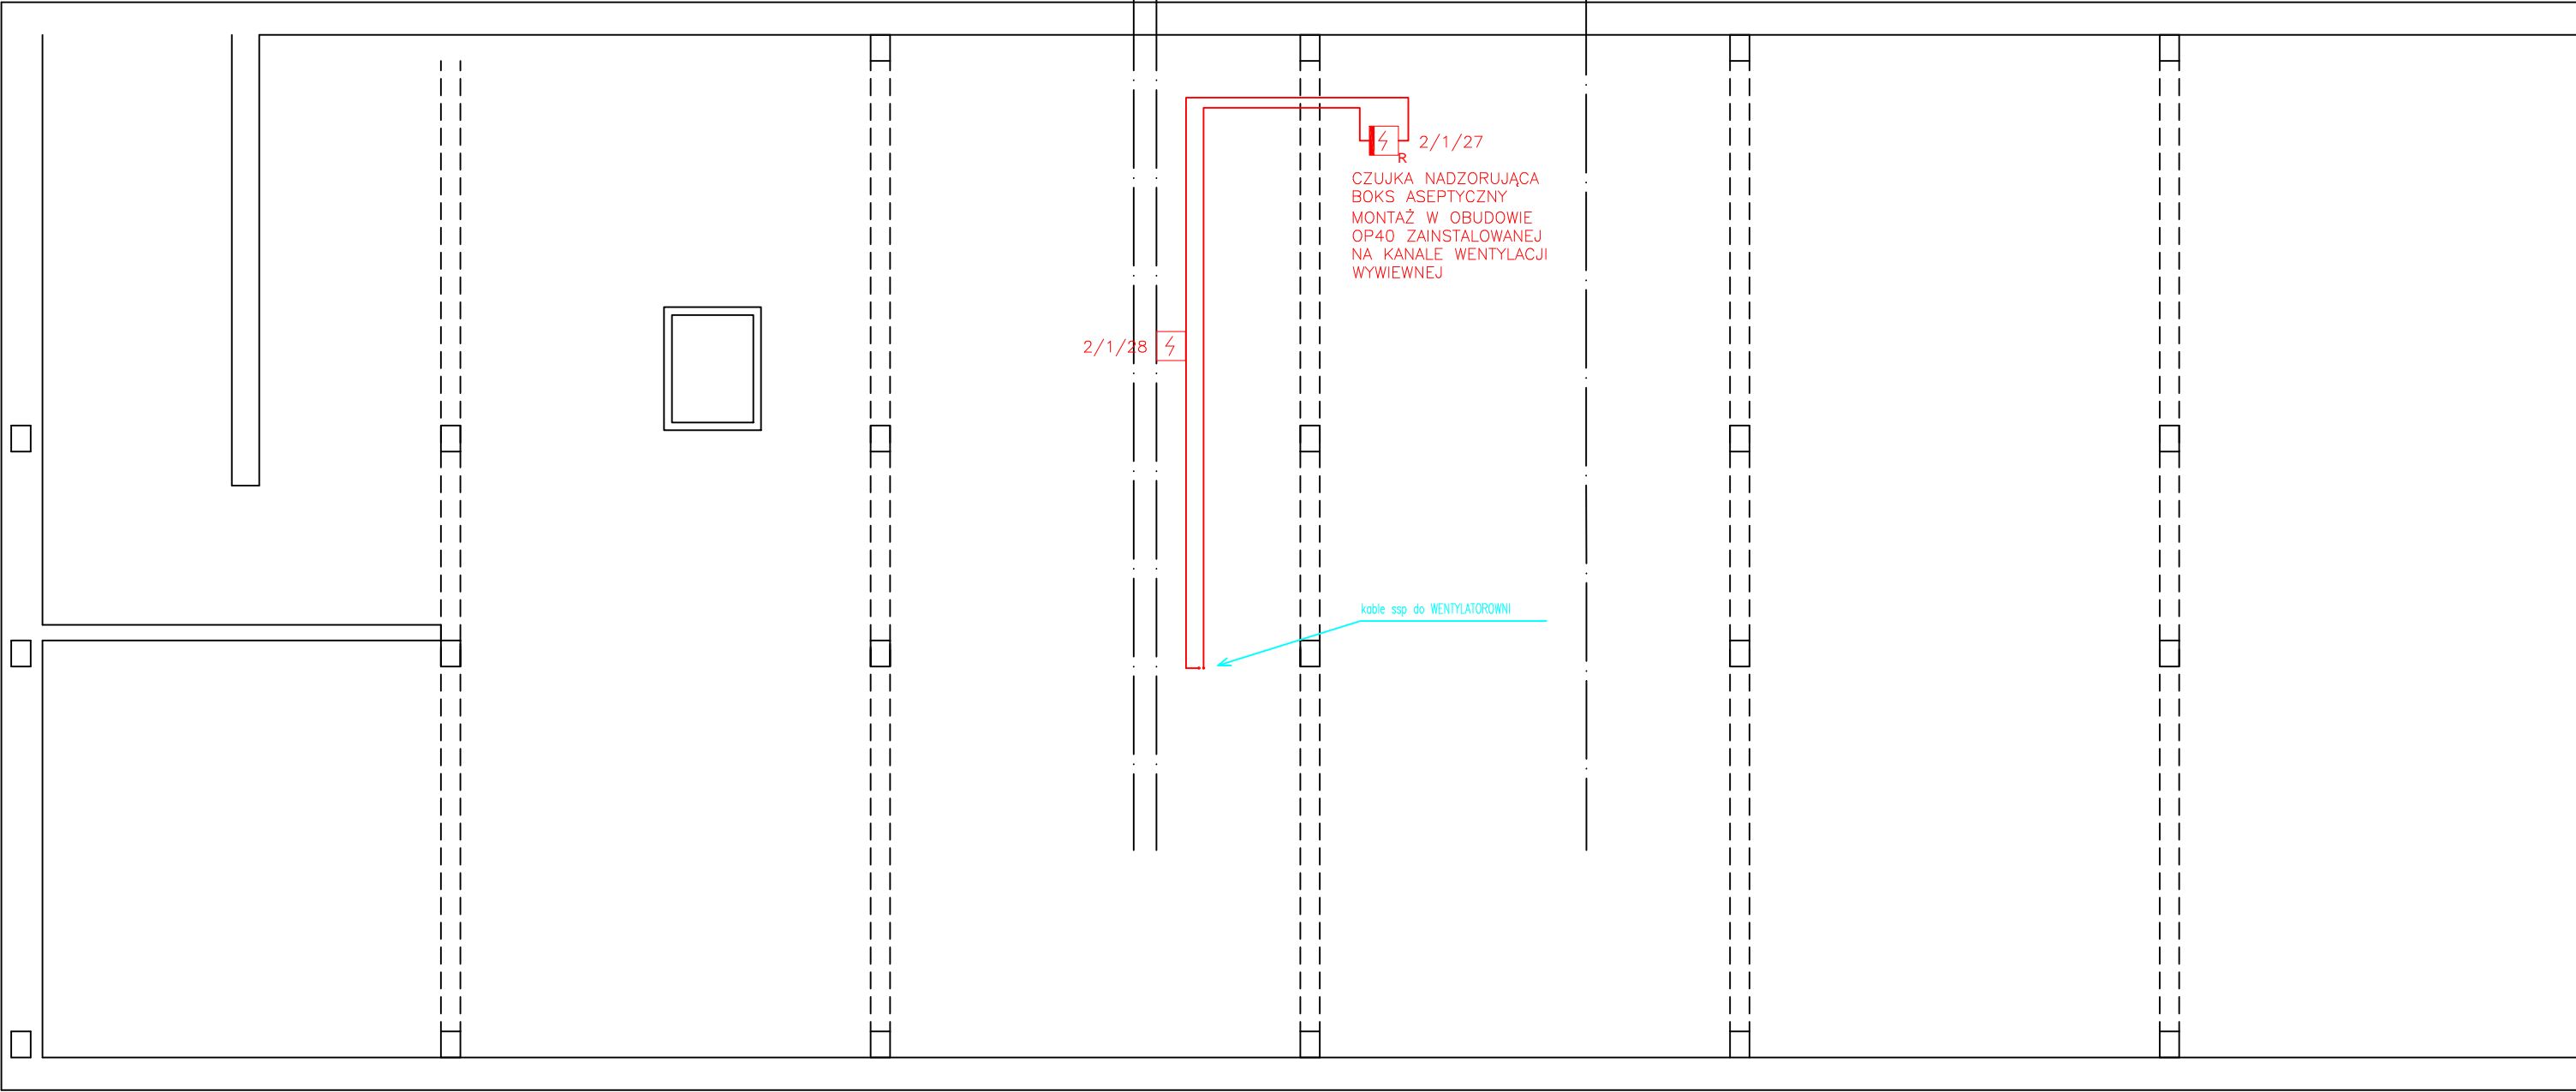 2/1/27
R
CZUJKA NADZORUJĄCA
BOKS ASEPTYCZNY
MONTAŻ W OBUDOWIE
OP40 ZAINSTALOWANEJ
NA KANALE WENTYLACJI
WYWIEWNEJ
2/1/28
kable ssp do WENTYLATOROWNI